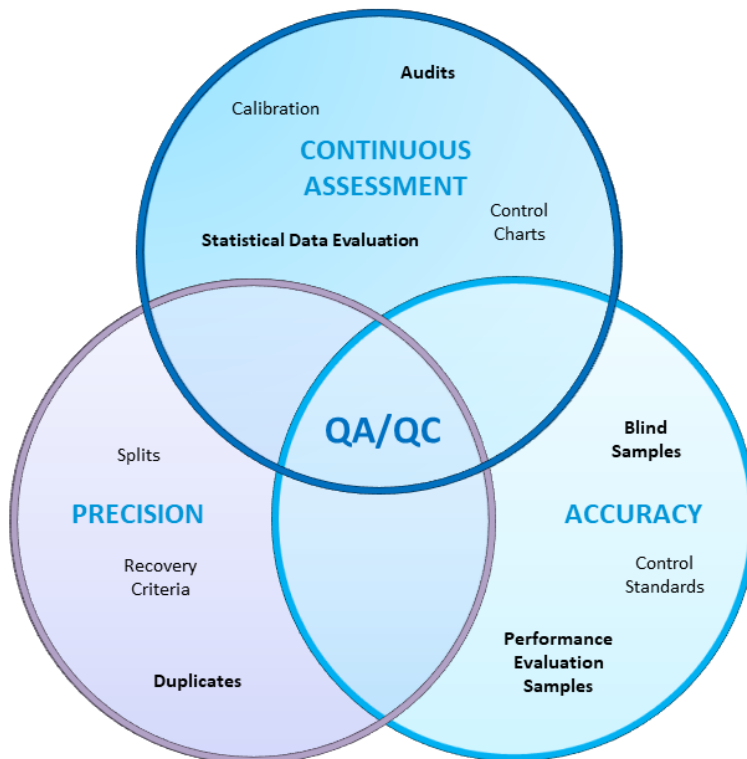 Audits
Calibration
CONTINUOUS
ASSESSMENT
Control
Charts
Statistical Data Evaluation
QA/QC
Splits
PRECISION
Recovery
Criteria
Duplicates
Blind
Samples
ACCURACY
Control
Standards
Performance
Evaluation
Samples